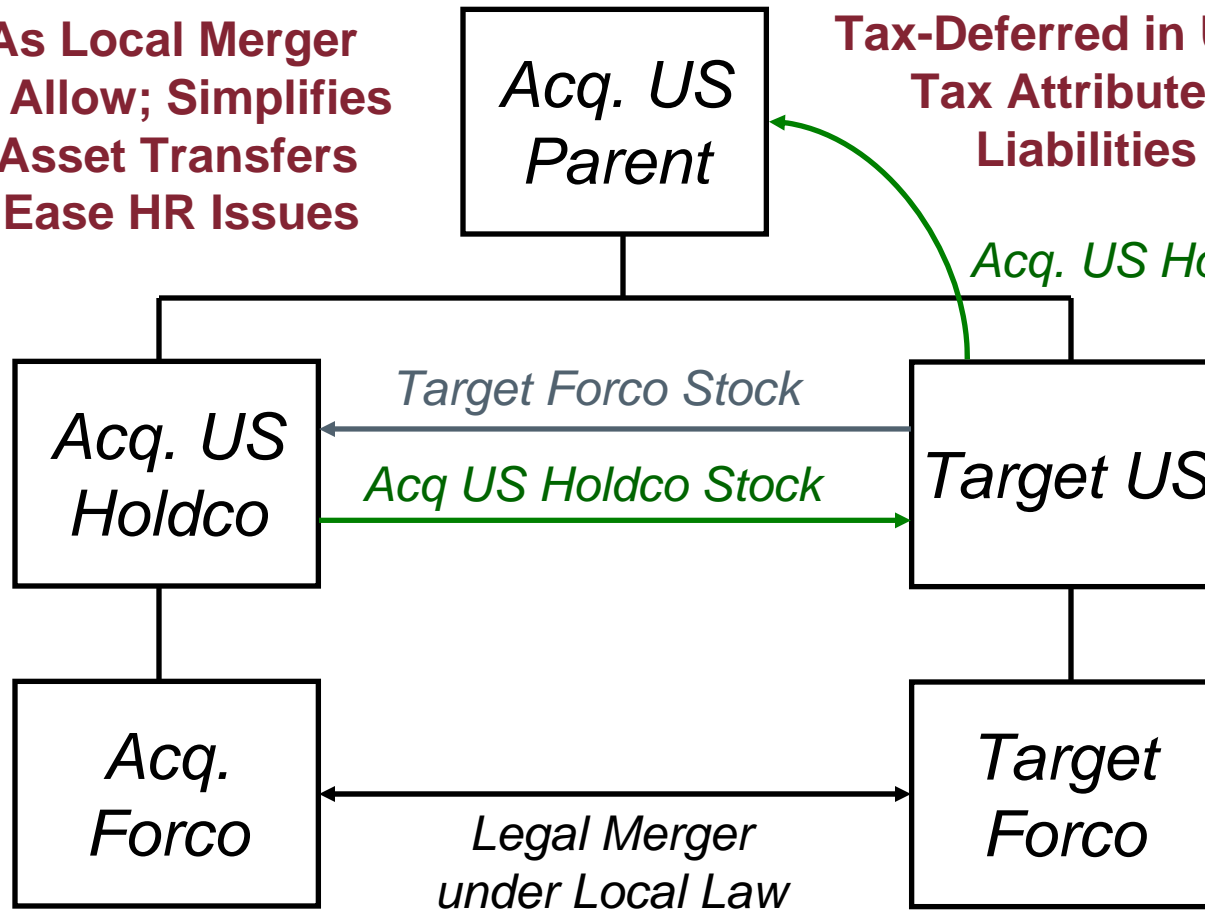 As Local Merger
Allow; Simplifies
Asset Transfers
Ease HR Issues
Tax-Deferred in U
Tax Attribute
Liabilities
Acq. US
Parent
Acq. US Ho
Target Forco Stock
Acq. US
Holdco
Acq US Holdco Stock
Target US
Acq.
Forco
Legal Merger
under Local Law
Target
Forco